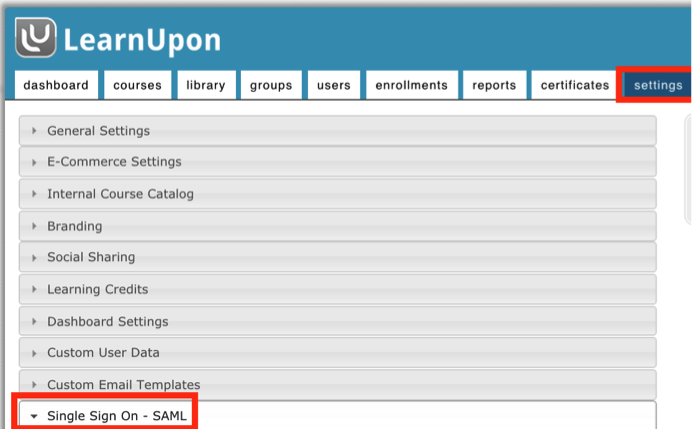 LearnUpon
dashboard courses library groups users enrollments reports certificates settings
General Settings
E-Commerce Settings
Internal Course Catalog
Branding
Social Sharing
Learning Credits
Dashboard Settings
Custom User Data
Custom Email Templates
Single Sign On - SAML